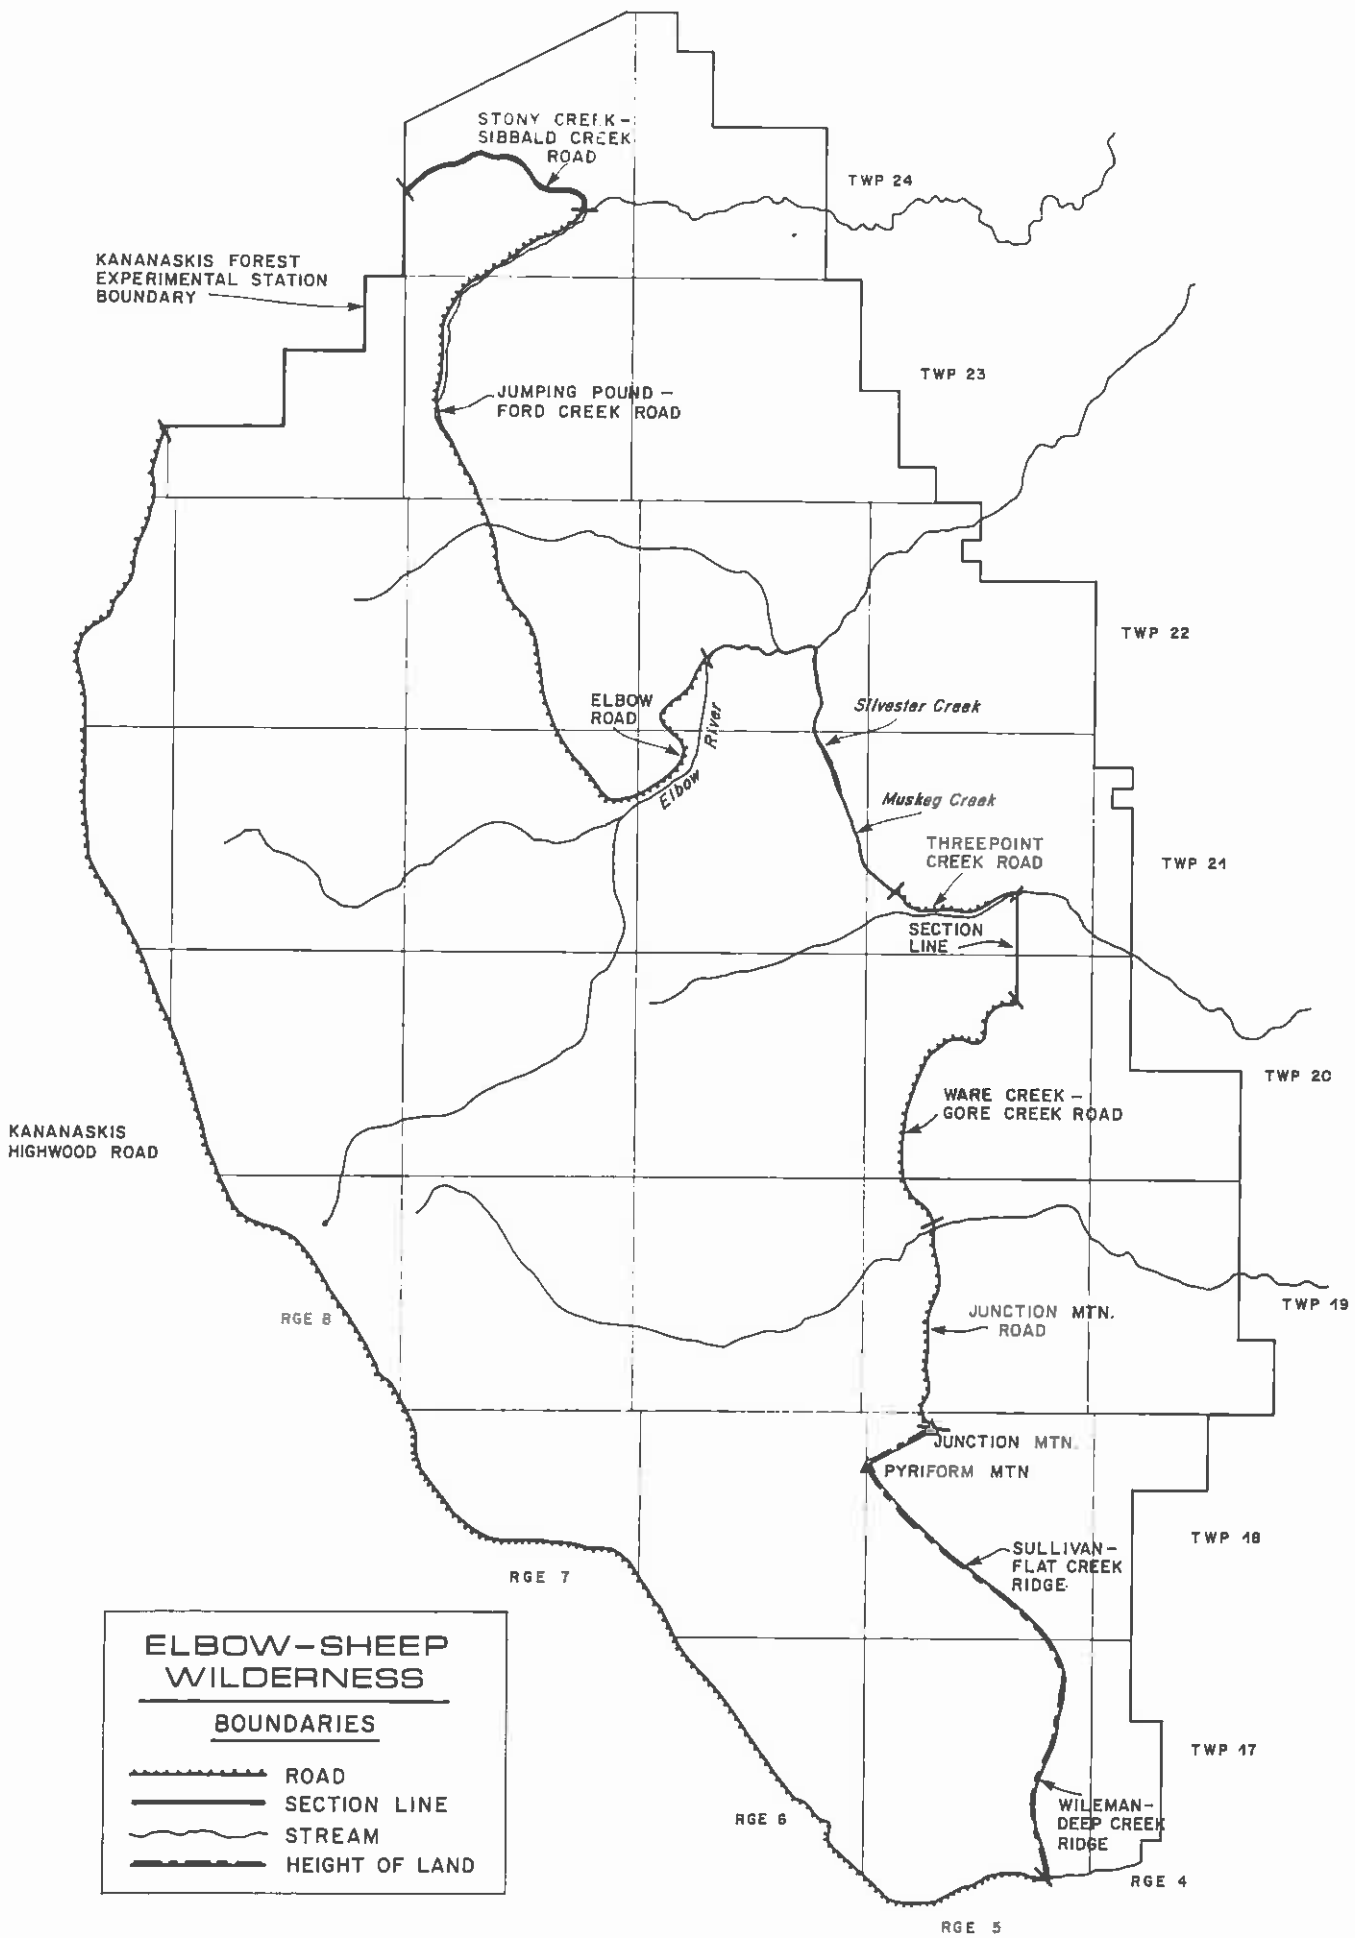 STONY CREEK-
SIBBALD CREEK
ROAD
TWP 24
KANANASKIS FOREST
EXPERIMENTAL STATION
BOUNDARY
TWP 23
JUMPING POUND-
FORD CREEK ROAD
TWP 22
ELBOW
ROAD
River
Elbow
Silvester Creek
Muskeg Creek
THREEPOINT
CREEK ROAD
TWP 21
SECTION
LINE
TWP 20
WARE CREEK-
GORE CREEK ROAD
KANANASKIS
HIGHWOOD ROAD
TWP 19
RGE 8
JUNCTION MTN.
ROAD
JUNCTION MTN.
PYRIFORM MTN
TWP 18
SULLIVAN-
FLAT CREEK
RIDGE
RGE 7
ELBOW-SHEEP
WILDERNESS
BOUNDARIES
ROAD
SECTION LINE
STREAM
HEIGHT OF LAND
TWP 17
WILEMAN-
DEEP CREEK
RIDGE
RGE 6
RGE 4
RGE 5